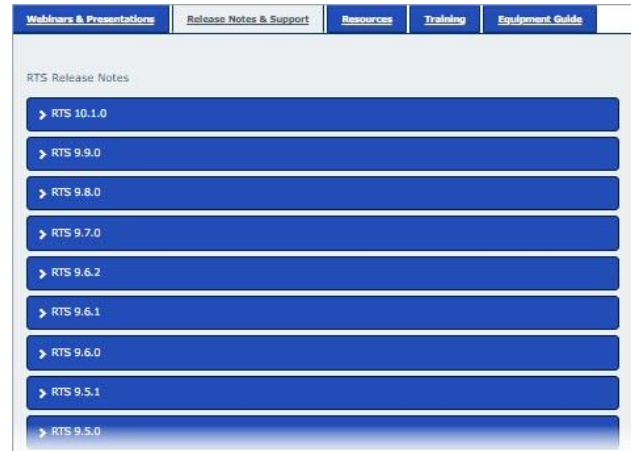 Webinars & Presentations Release Notes & Support Resources Training Equipment Guide
RTS Release Notes
RTS 10.1.0
RTS 9.9.0
RTS 9.8.0
RTS 9.7.0
RTS 9.6.2
RTS 9.6.1
RTS 9.6.0
RTS 9.5.1
RTS 9.5.0